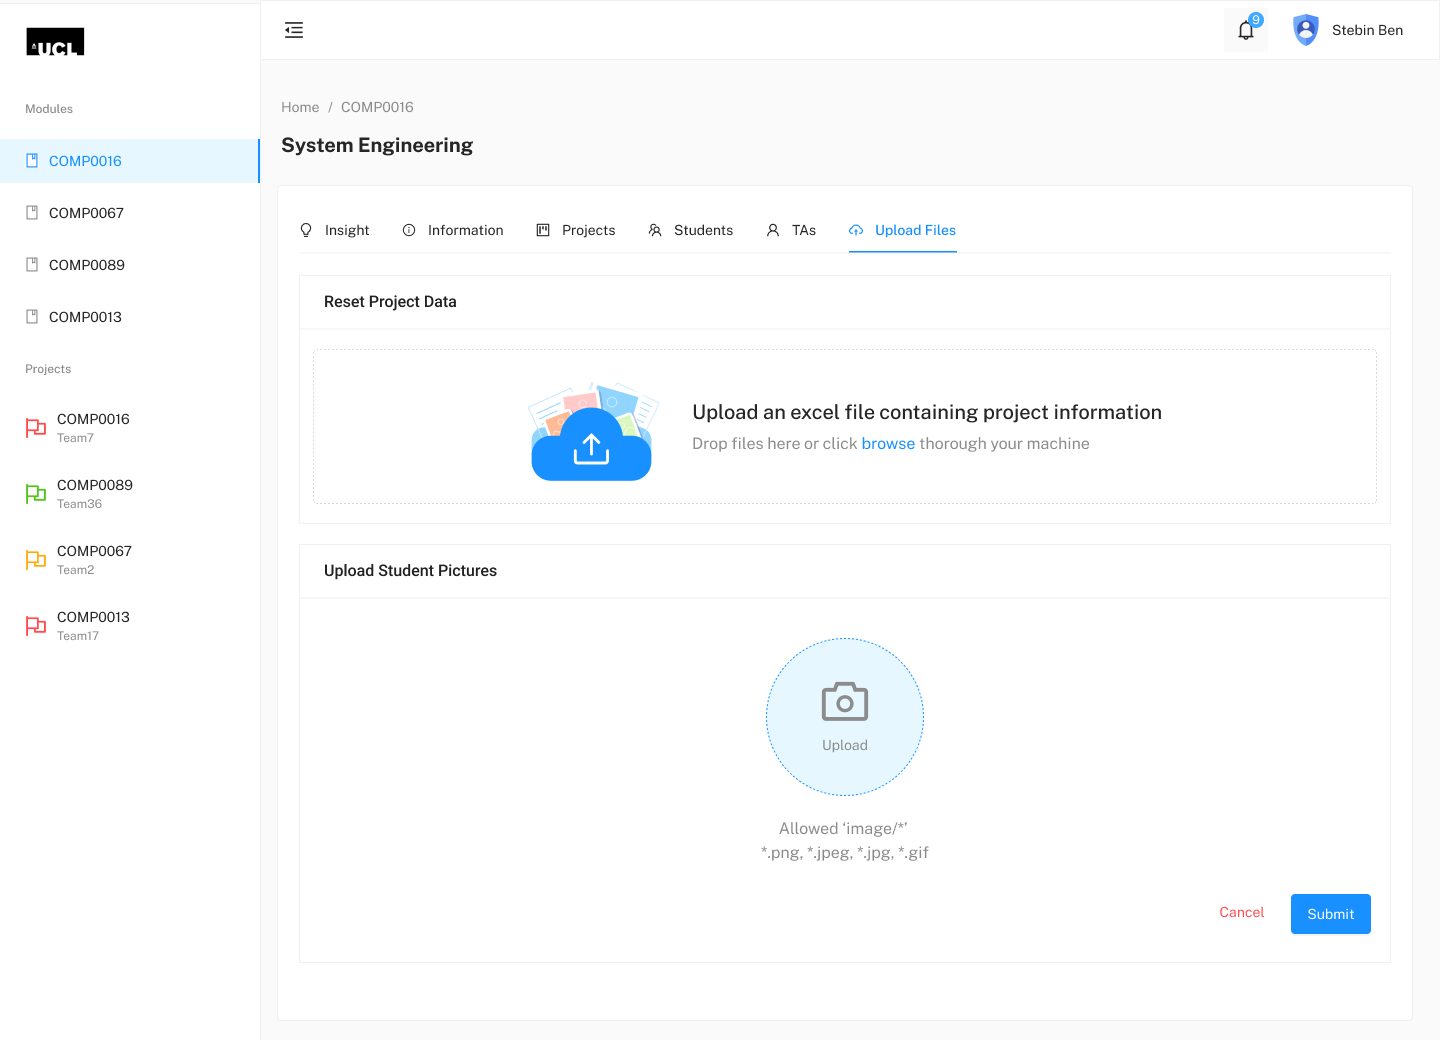 UCL
9
Stebin Ben
Modules
COMP0016
COMP0067
COMP0089
COMP0013
Projects
COMP0016
Team7
COMP0089
Team36
COMP0067
Team2
COMP0013
Team17
Home / COMP0016
System Engineering
Insight Information Projects Students TAs Upload Files
Reset Project Data
Upload an excel file containing project information
Drop files here or click browse thorough your machine
Upload Student Pictures
Upload
Allowed ‘image/*’
*.png, *.jpeg, *.jpg, *.gif
Cancel
Submit